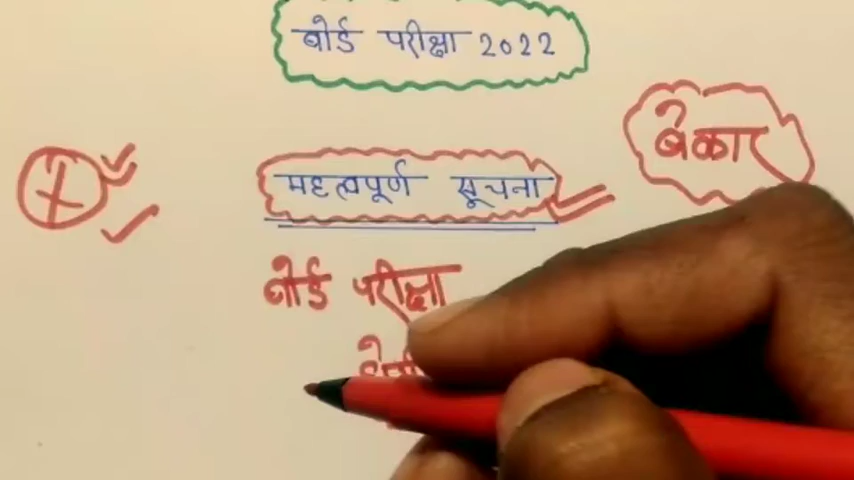 बोर्ड परीक्षा 2022
बेकार
महत्वपूर्ण सूचना
बोर्ड परीक्षा